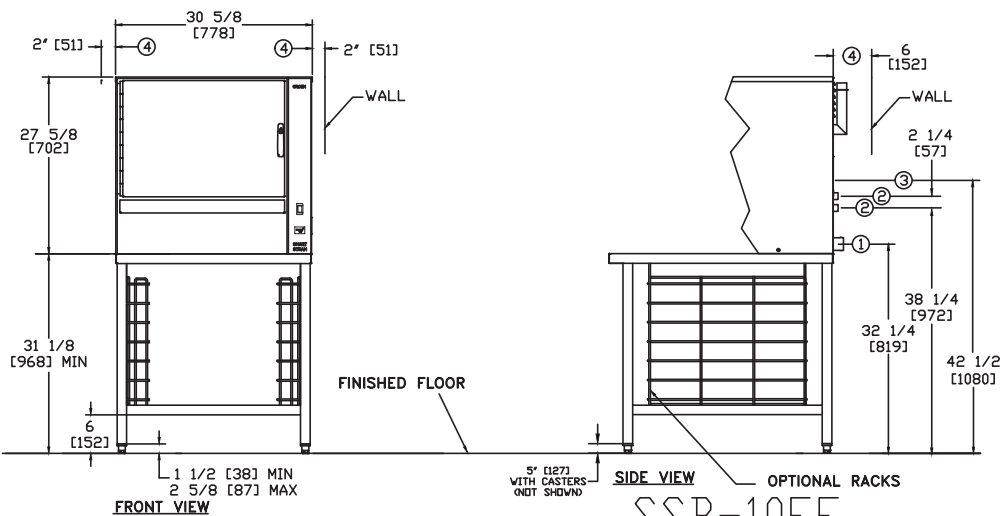 30 5/8
[778]
2" [51]
4
4
2" [51]
WALL
27 5/8
[702]
31 1/8
[968] MIN
6
[152]
1 1/2 [38] MIN
2 5/8 [87] MAX
FRONT VIEW
FINISHED FLOOR
4
6
[152]
WALL
2 1/4
[57]
3
2
2
1
38 1/4
[972]
32 1/4
[819]
42 1/2
[1080]
5" [127]
WITH CASTERS
(NOT SHOWN)
SIDE VIEW
OPTIONAL RACKS